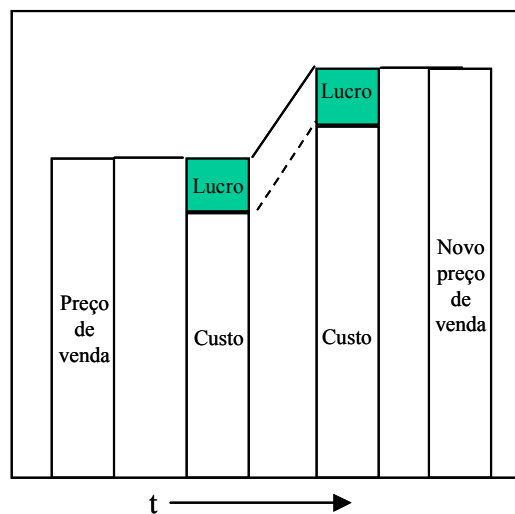 Preço
de
venda
Lucro
Custo
Lucro
Custo
Novo
preço
de
venda
t